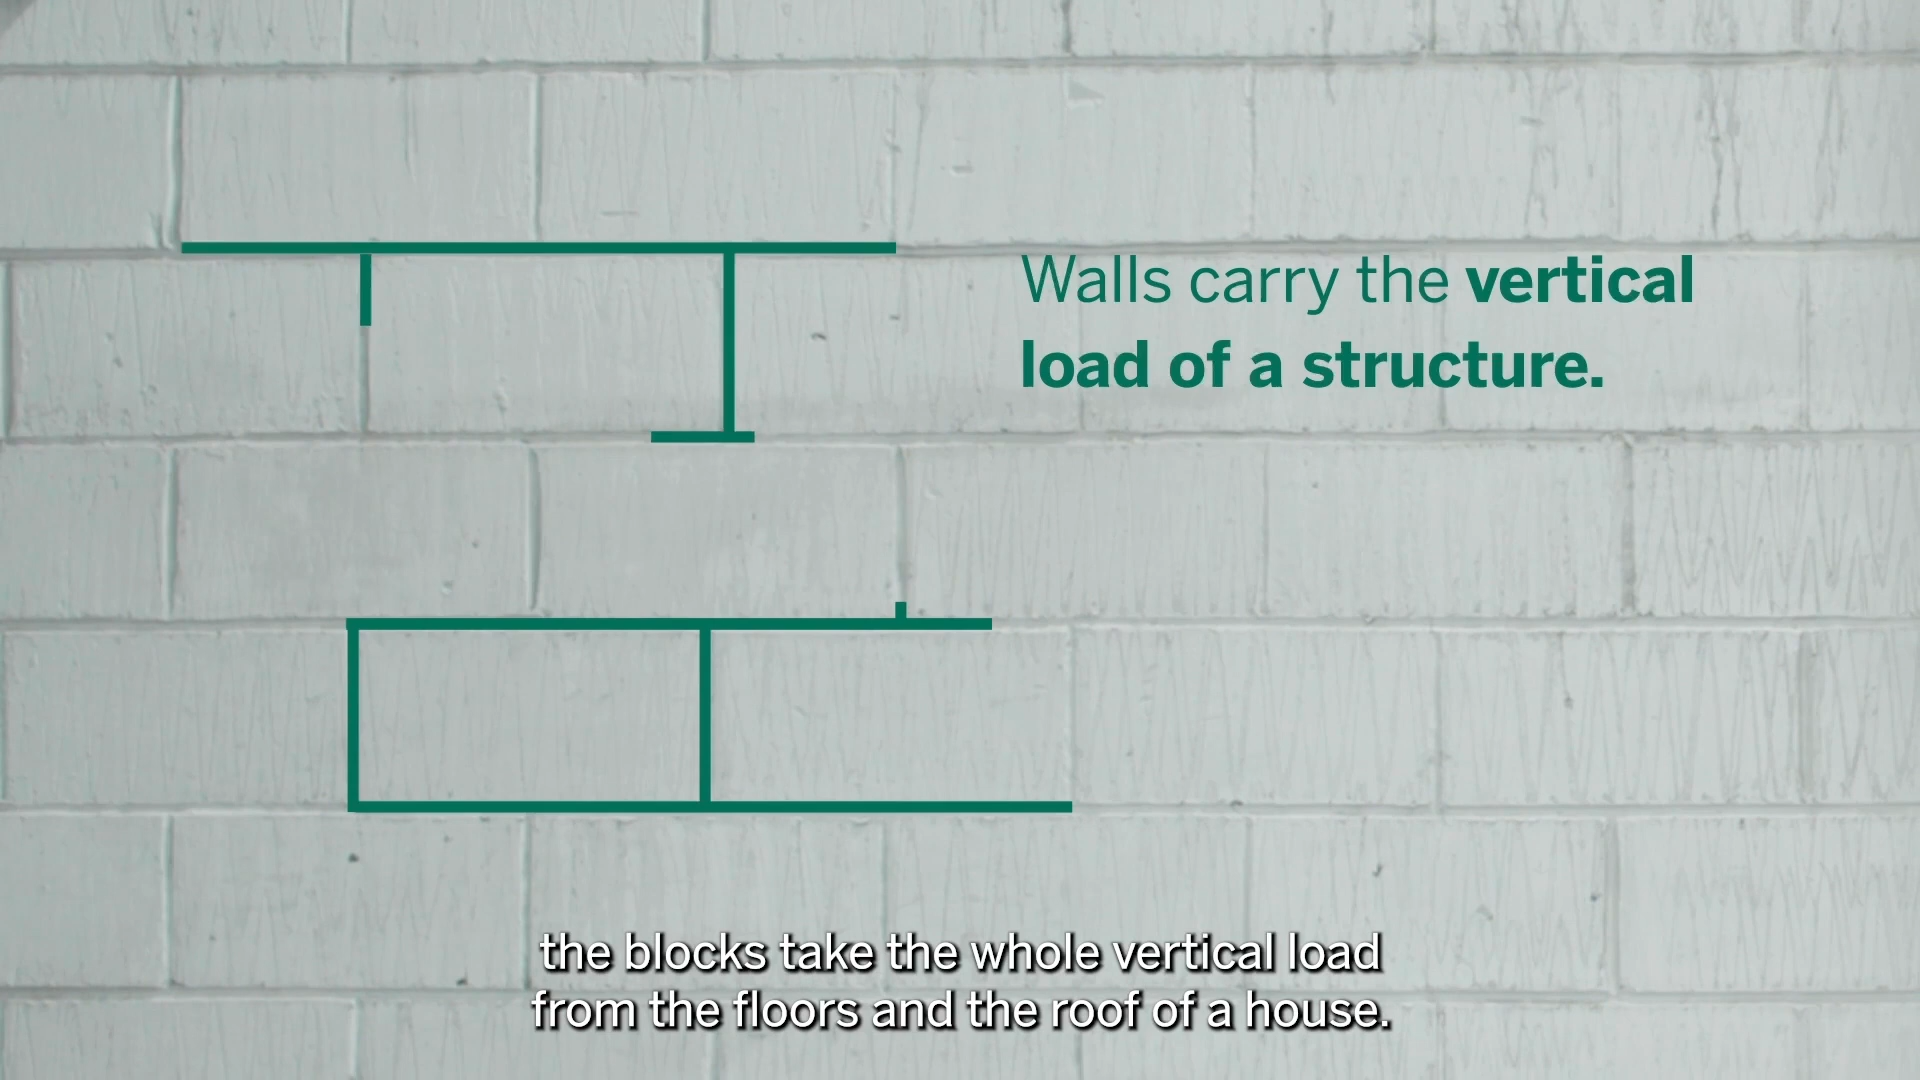 Walls carry the vertical
load of a structure.
the blocks take the whole vertical load
from the floors and the roof of a house.